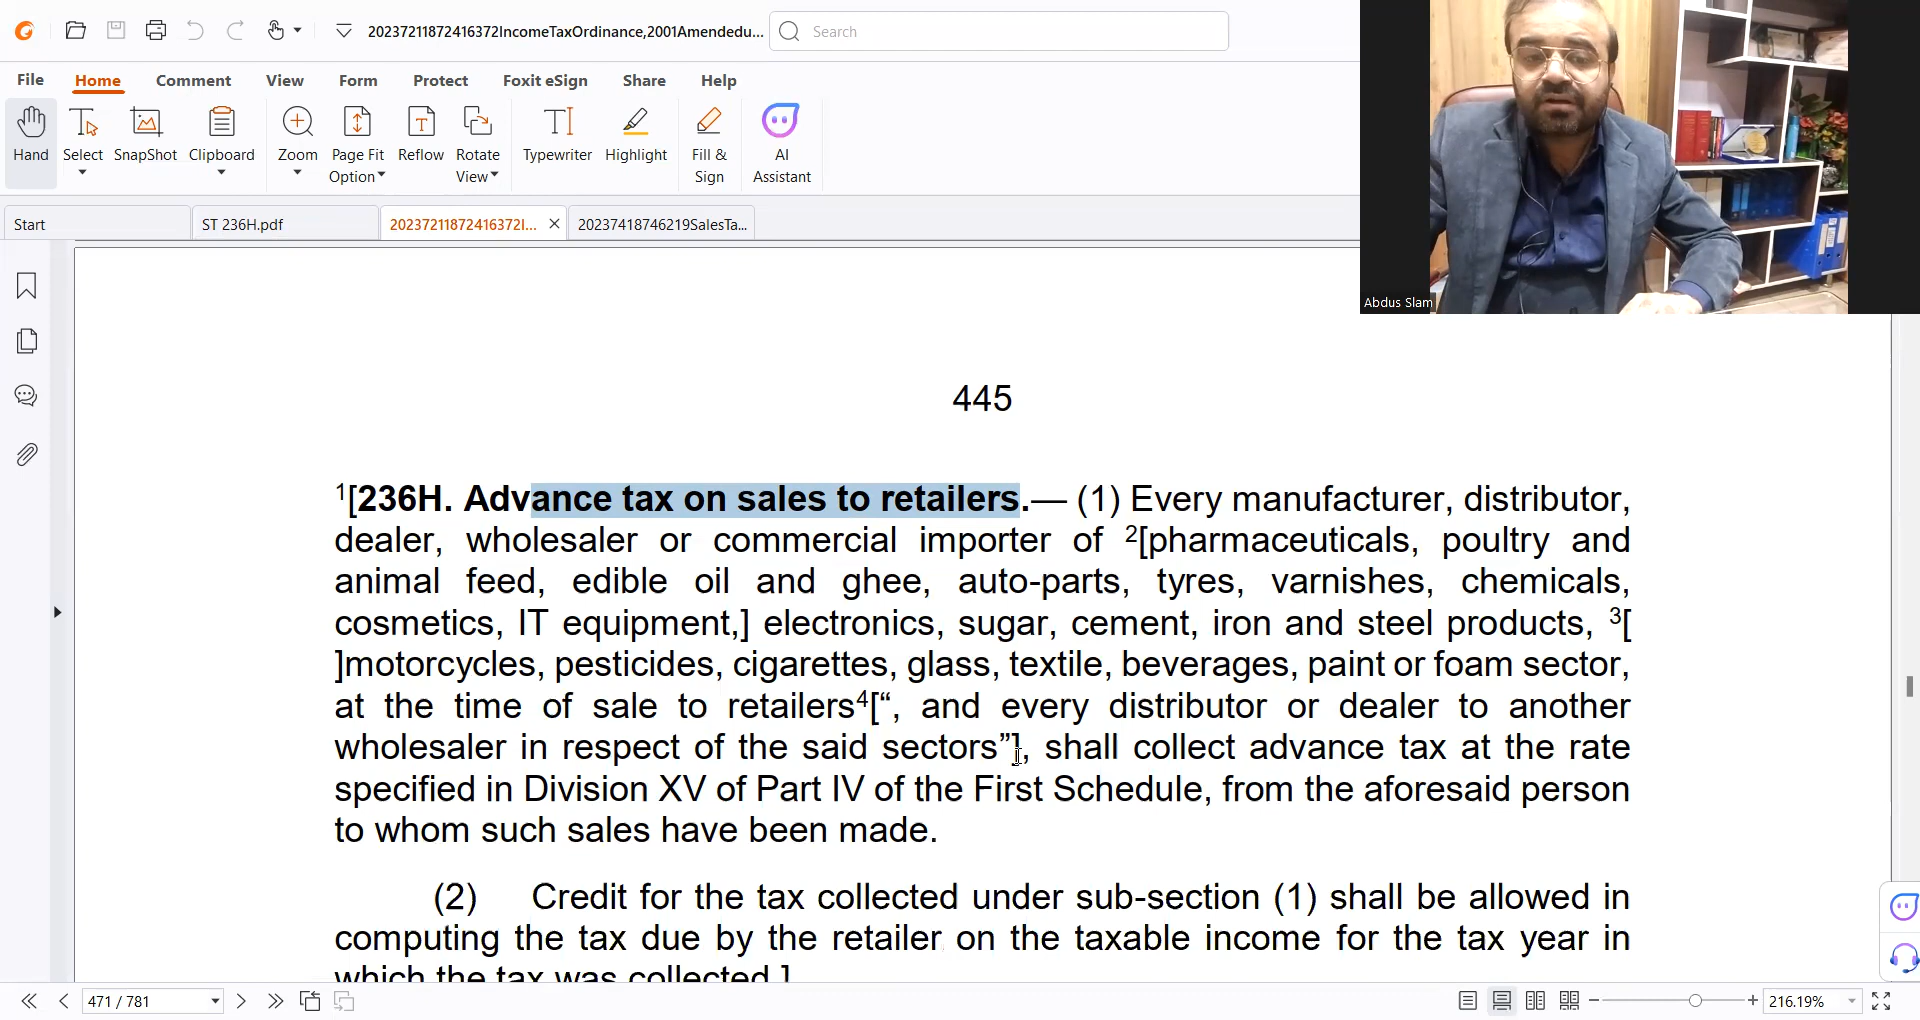 20237211872416372IncomeTaxOrdinance,2001Amendedu...
Search
File Home Comment View Form Protect Foxit eSign Share Help
Hand Select SnapShot Clipboard Zoom Page Fit Option Reflow Rotate View Typewriter Highlight Fill & Sign AI Assistant
Start ST 236H.pdf 20237211872416372I... 20237418746219SalesTa...
Abdus Slam
445
1[236H. Advance tax on sales to retailers.— (1) Every manufacturer, distributor,
dealer, wholesaler or commercial importer of 2[pharmaceuticals, poultry and
animal feed, edible oil and ghee, auto-parts, tyres, varnishes, chemicals,
cosmetics, IT equipment,] electronics, sugar, cement, iron and steel products, 3[
]motorcycles, pesticides, cigarettes, glass, textile, beverages, paint or foam sector,
at the time of sale to retailers4[“, and every distributor or dealer to another
wholesaler in respect of the said sectors”], shall collect advance tax at the rate
specified in Division XV of Part IV of the First Schedule, from the aforesaid person
to whom such sales have been made.
(2) Credit for the tax collected under sub-section (1) shall be allowed in
computing the tax due by the retailer on the taxable income for the tax year in
which the tax was collected.]
471 / 781
216.19%